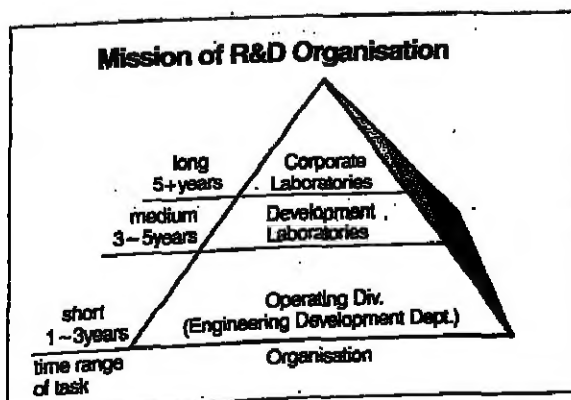 Mission of R&D Organisation
long
5+years
Corporate
Laboratories
medium
3~5years
Development
Laboratories
short
1~3years
Operating Div.
(Engineering Development Dept.)
time range
of task
Organisation